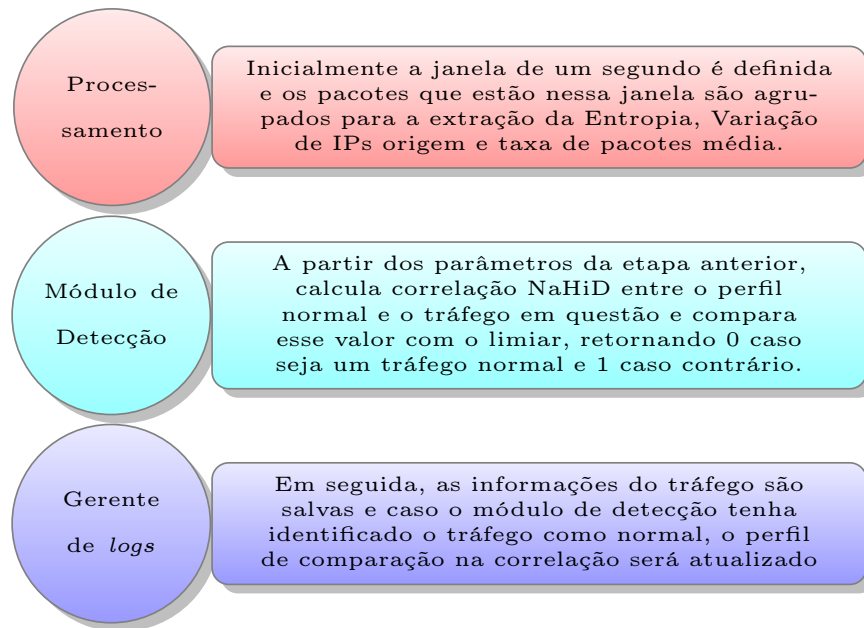 Proces-
samento
Inicialmente a janela de um segundo é definida
e os pacotes que estão nessa janela são agru-
pados para a extração da Entropia, Variação
de IPs origem e taxa de pacotes média.
Módulo de
Detecção
A partir dos parâmetros da etapa anterior,
calcula correlação NaHiD entre o perfil
normal e o tráfego em questão e compara
esse valor com o limiar, retornando 0 caso
seja um tráfego normal e 1 caso contrário.
Gerente
de logs
Em seguida, as informações do tráfego são
salvas e caso o módulo de detecção tenha
identificado o tráfego como normal, o perfil
de comparação na correlação será atualizado